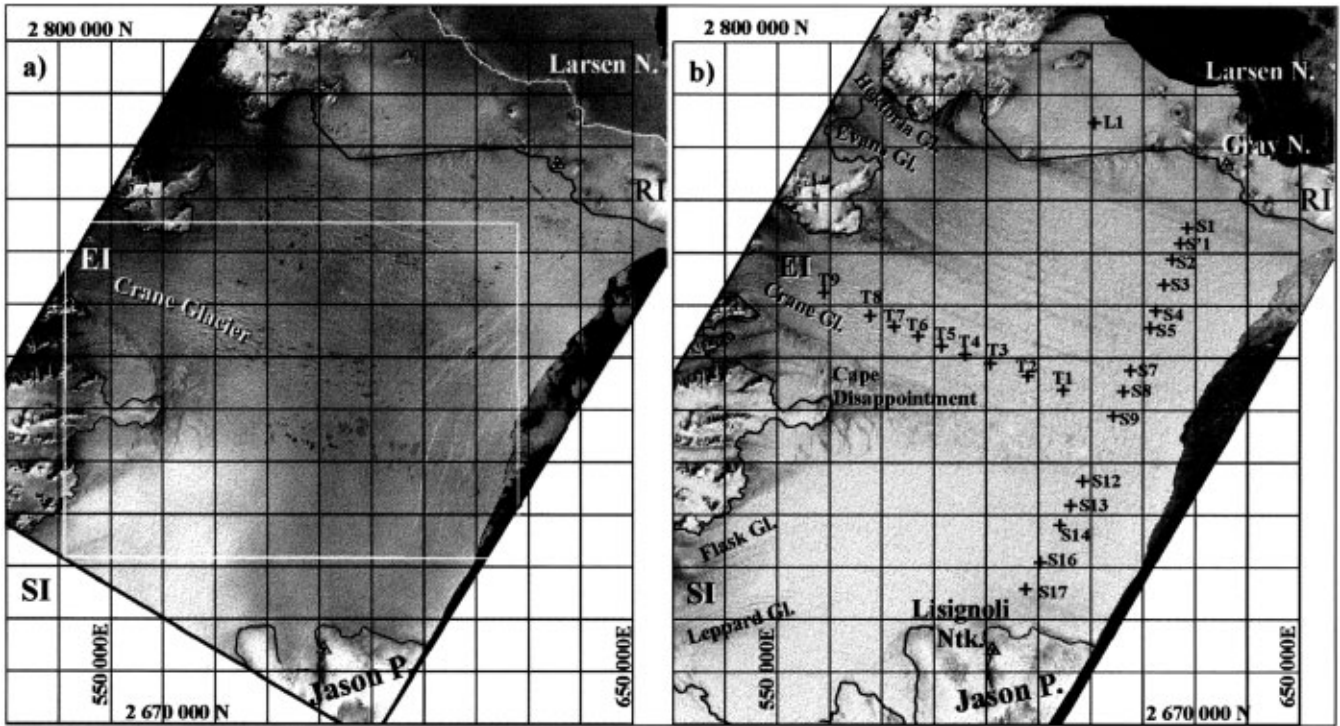 2 800 000 N
a)
Larsen N.
RI
EI
Crane Glacier
SI
550 000E
650 000E
Jason P.
2 670 000 N
2 800 000 N
b)
Larsen N.
Hektoria Gl.
Evans Gl.
L1
Gray N.
RI
S1
S'1
S2
EI
T9
S3
Crane Gl.
T8
T7
S4
T6
S5
T5
T4
T3
T2
S7
Cape
Disappointment
T1
S8
S9
S12
S13
Flask Gl.
S14
S16
SI
S17
Leppard Gl.
Lisignoli
Ntk.
550 000E
650 000E
Jason P.
2 670 000 N